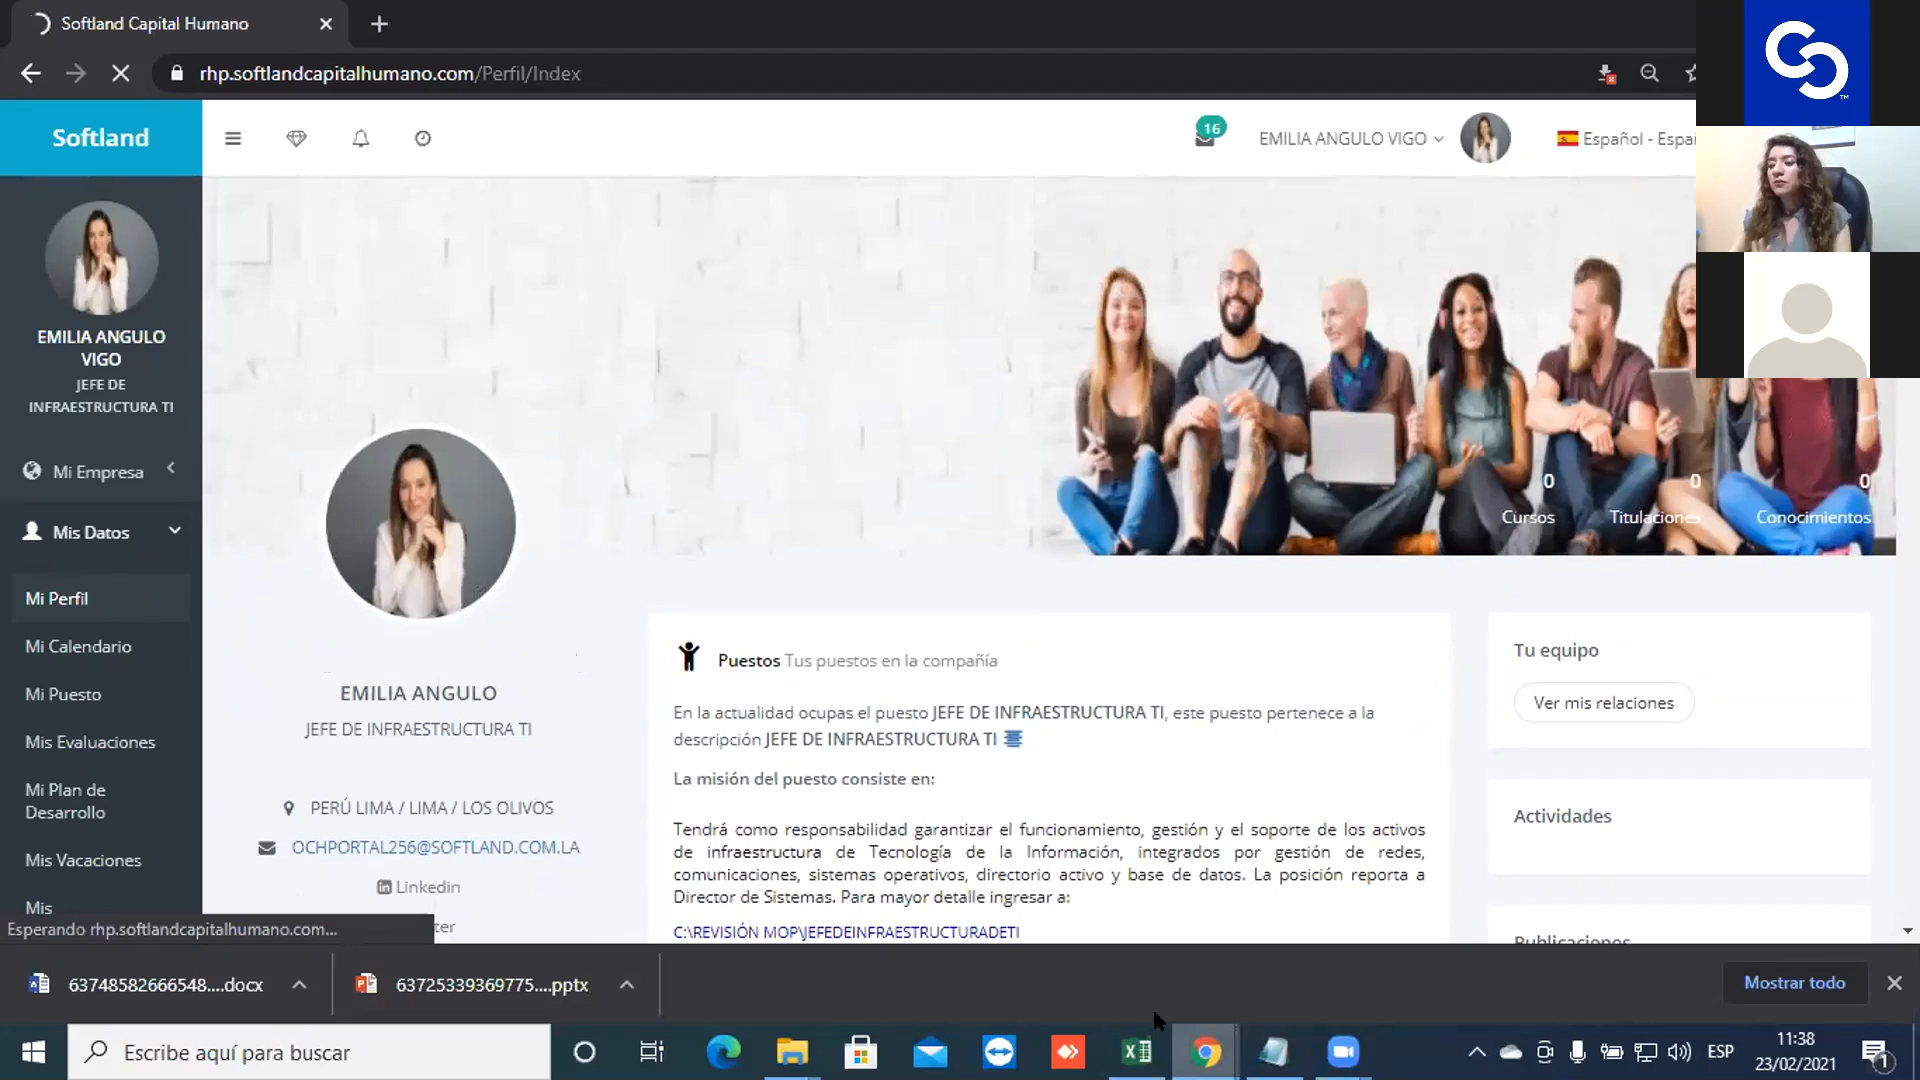 Softland Capital Humano
rhp.softlandcapitalhumano.com/Perfil/Index
Softland
16
EMILIA ANGULO VIGO
Español - Espa
EMILIA ANGULO
VIGO
JEFE DE
INFRAESTRUCTURA TI
Mi Empresa
Mis Datos
Mi Perfil
Mi Calendario
Mi Puesto
Mis Evaluaciones
Mi Plan de
Desarrollo
Mis Vacaciones
Mis
0
Cursos
0
Titulaciones
0
Conocimientos
EMILIA ANGULO
JEFE DE INFRAESTRUCTURA TI
PERÚ LIMA / LIMA / LOS OLIVOS
OCHPORTAL256@SOFTLAND.COM.LA
Linkedin
ter
Puestos Tus puestos en la compañía
En la actualidad ocupas el puesto JEFE DE INFRAESTRUCTURA TI, este puesto pertenece a la
descripción JEFE DE INFRAESTRUCTURA TI
La misión del puesto consiste en:
Tendrá como responsabilidad garantizar el funcionamiento, gestión y el soporte de los activos
de infraestructura de Tecnología de la Información, integrados por gestión de redes,
comunicaciones, sistemas operativos, directorio activo y base de datos. La posición reporta a
Director de Sistemas. Para mayor detalle ingresar a:
C:\REVISIÓN MOP\JEFEDEINFRAESTRUCTURADETI
Tu equipo
Ver mis relaciones
Actividades
Publicaciones
Esperando rhp.softlandcapitalhumano.com...
63748582666548....docx
63725339369775....pptx
Mostrar todo
Escribe aquí para buscar
ESP
11:38
23/02/2021
1